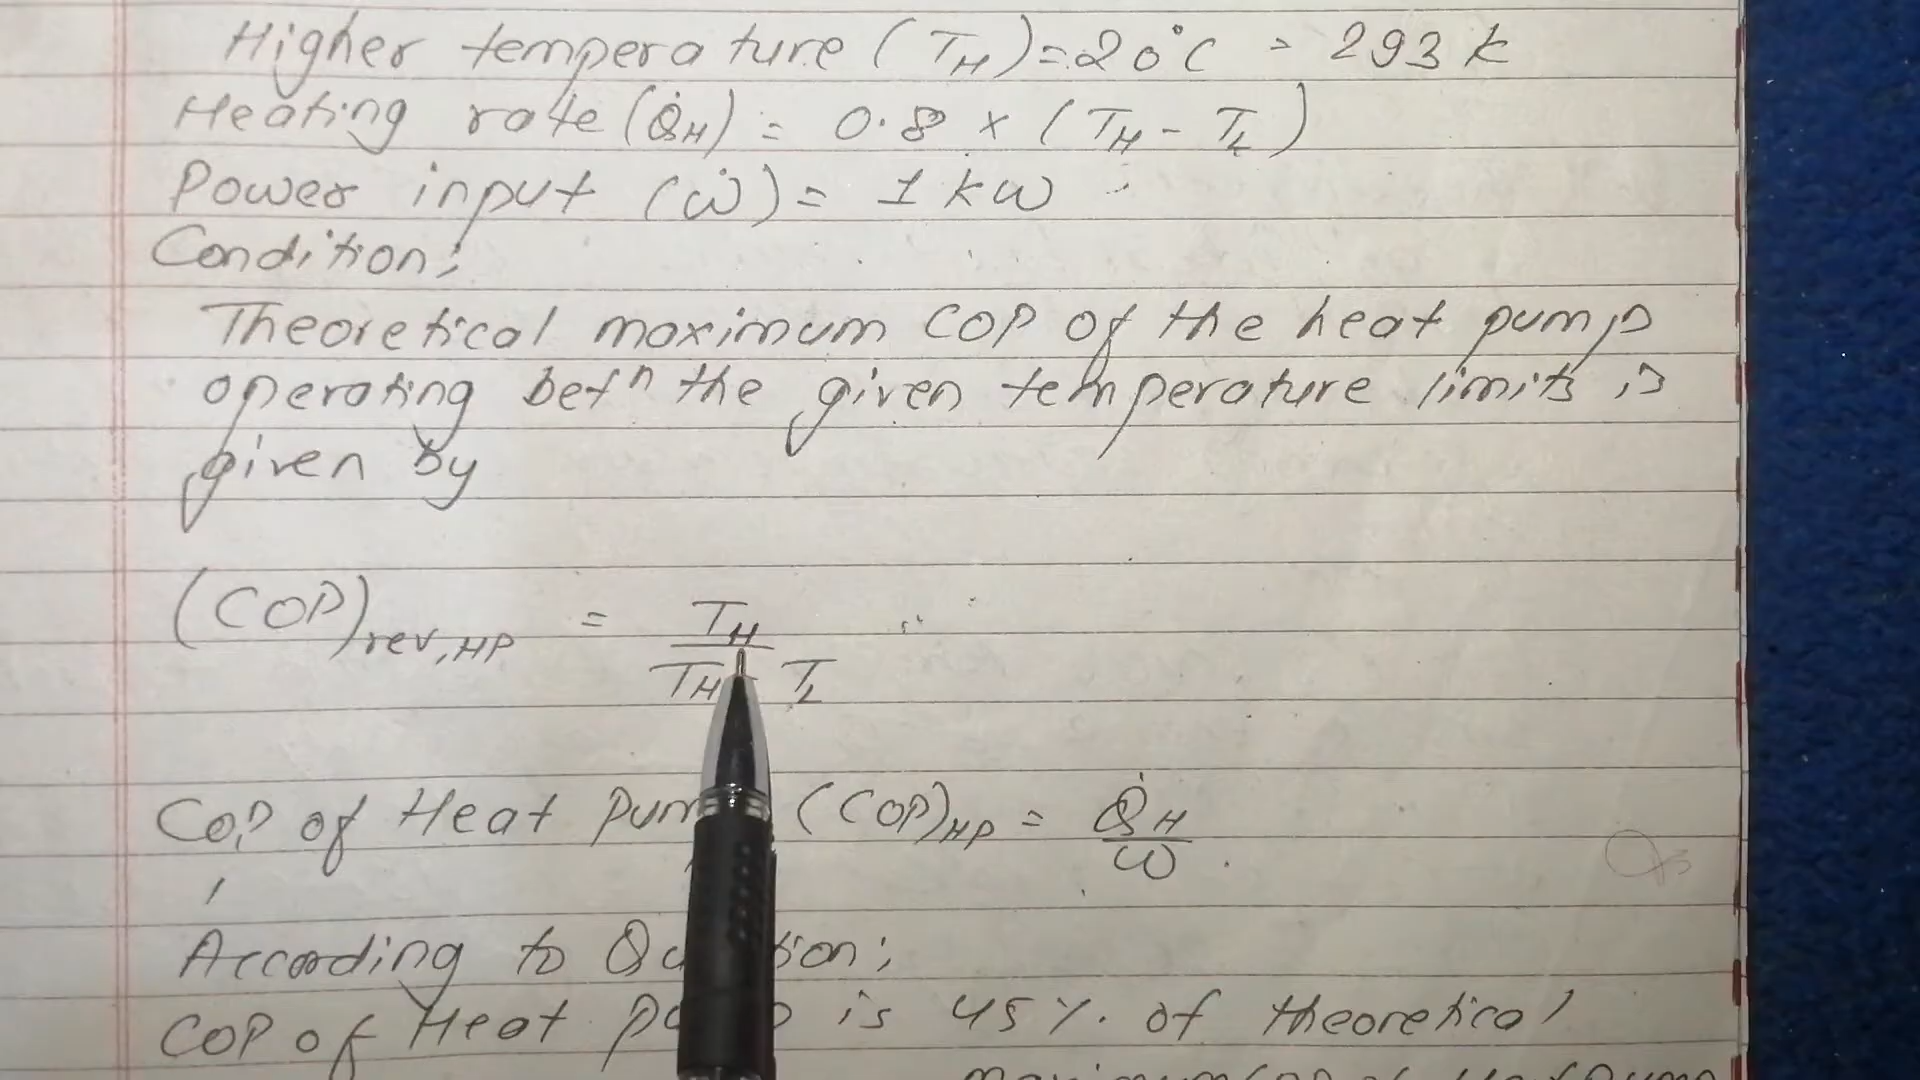 Higher temperature (TH) = 20°C = 293 K
Heating rate (Q̇H) = 0.8 × (TH - TL)
Power input (Ẇ) = 1 kW
Condition;
Theoretical maximum COP of the heat pump
operating betn the given temperature limits is
given by
(COP)rev,HP = TH / TH - TL
COP of Heat Pum (COP)HP = Q̇H / W
According to
COP of Heat is 45% of theoretical